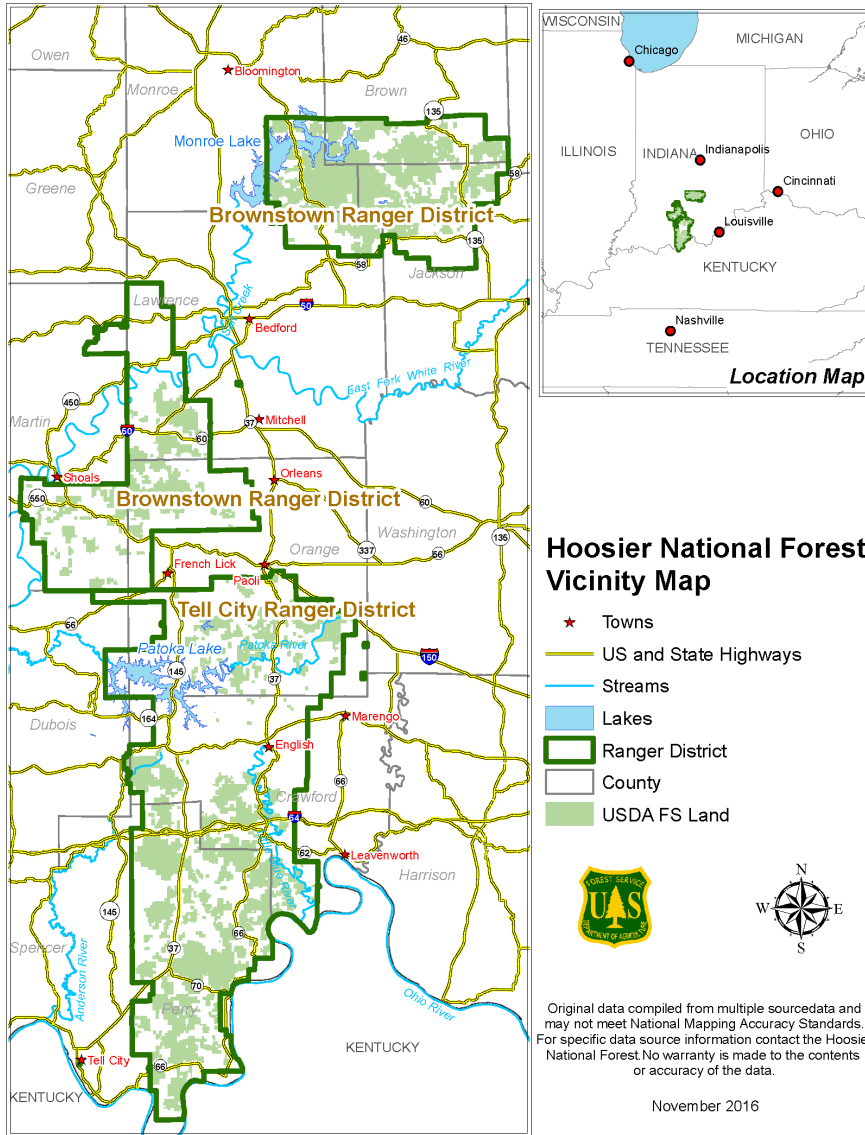 Owen
46
Bloomington
Monroe
Brown
135
Monroe Lake
Greene
58
Brownstown Ranger District
135
58
Jackson
Lawrence
50
Salt Creek
Bedford
East Fork White River
450
Martin
37
Mitchell
50
60
Shoals
Orleans
550
Brownstown Ranger District
60
Washington
Orange
337
66
135
French Lick
Paoli
Tell City Ranger District
56
Patoka Lake
Patoka River
150
145
37
164
Dubois
Marengo
English
66
Crawford
64
62
Leavenworth
Harrison
145
Spencer
Anderson River
37
66
70
Perry
Ohio River
Tell City
66
KENTUCKY
KENTUCKY
WISCONSIN
MICHIGAN
Chicago
OHIO
ILLINOIS
INDIANA
Indianapolis
Cincinnati
Louisville
KENTUCKY
Nashville
TENNESSEE
Location Map
Hoosier National Forest
Vicinity Map
Towns
US and State Highways
Streams
Lakes
Ranger District
County
USDA FS Land
FOREST SERVICE
U S
DEPARTMENT OF AGRICULTURE
N
W
E
S
Original data compiled from multiple sourcedata and
may not meet National Mapping Accuracy Standards.
For specific data source information contact the Hoosie
National Forest.No warranty is made to the contents
or accuracy of the data.
November 2016